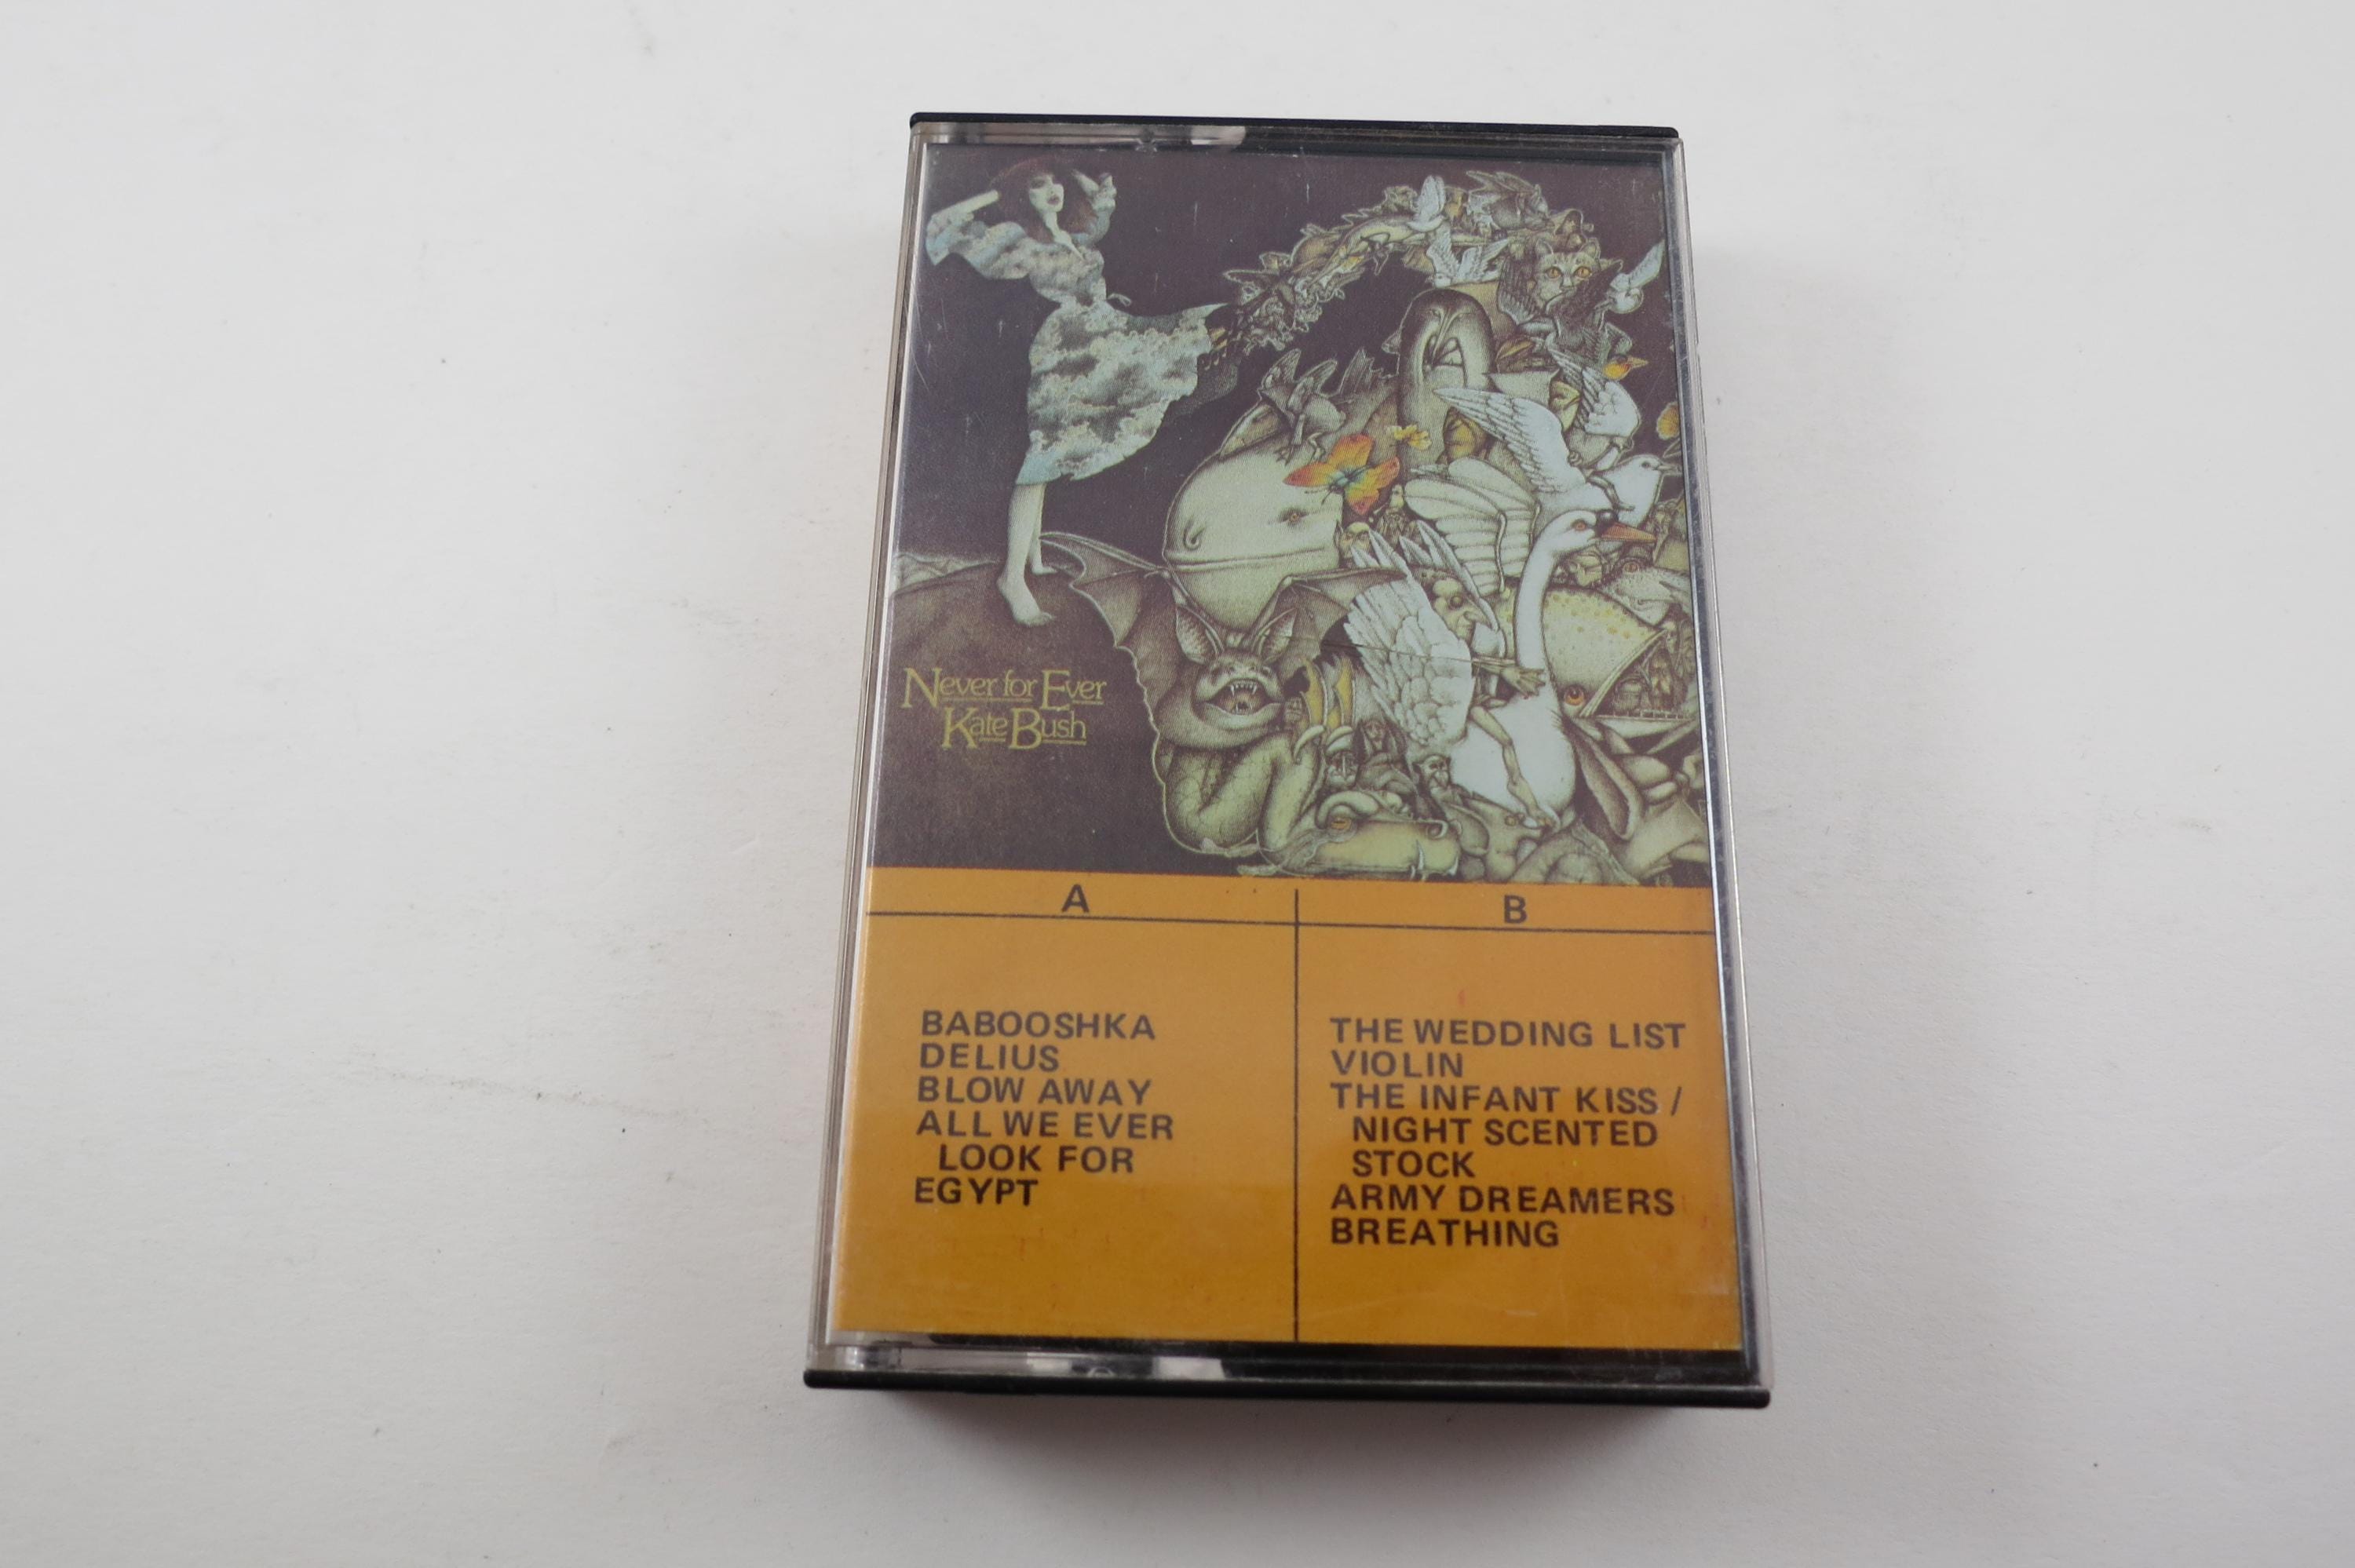 Never for Ever
Kate Bush
A
BABOOSHKA
DELIUS
BLOW AWAY
ALL WE EVER
LOOK FOR
EGYPT
B
THE WEDDING LIST
VIOLIN
THE INFANT KISS /
NIGHT SCENTED
STOCK
ARMY DREAMERS
BREATHING